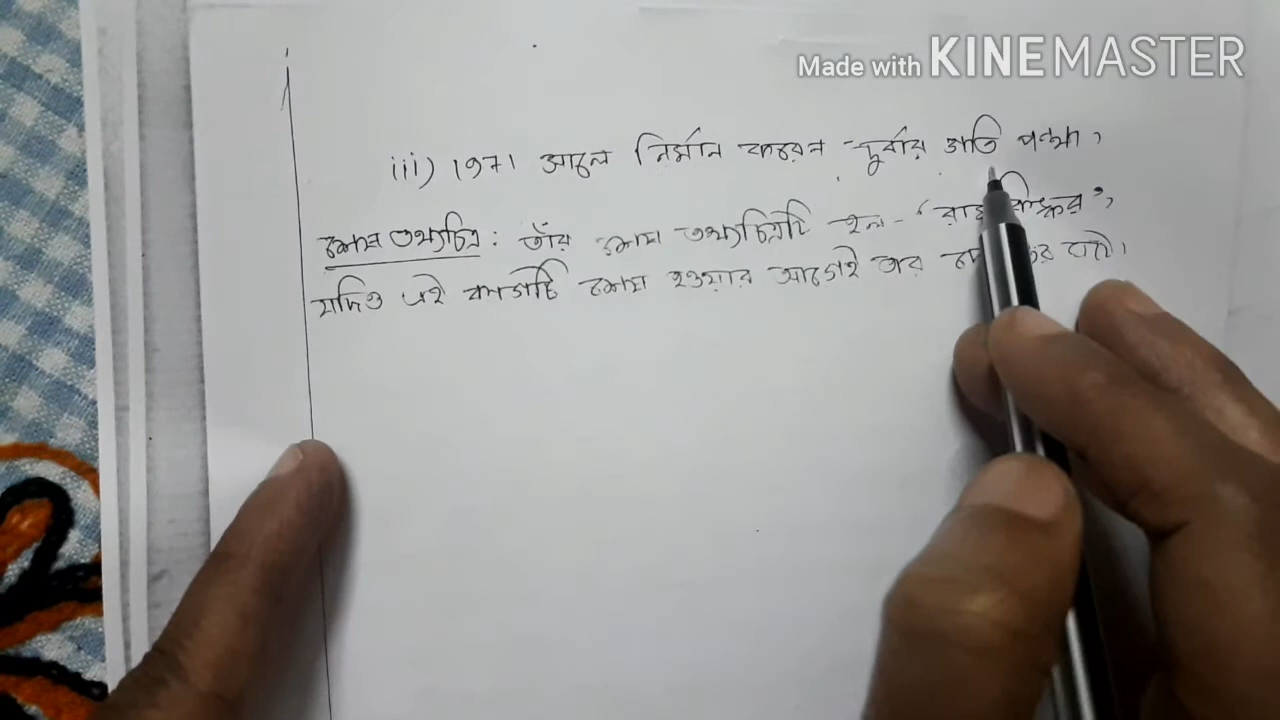 Made with KINEMASTER
iii) 1971 সালে নির্মান করেন - দুর্বার গতি পদ্মা,
শেষ তথ্যচিত্র : তাঁর শেষ তথ্যচিত্রটি হল - 'রামকিঙ্কর',
যদিও এই কাজটি শেষ হওয়ার আগেই তার